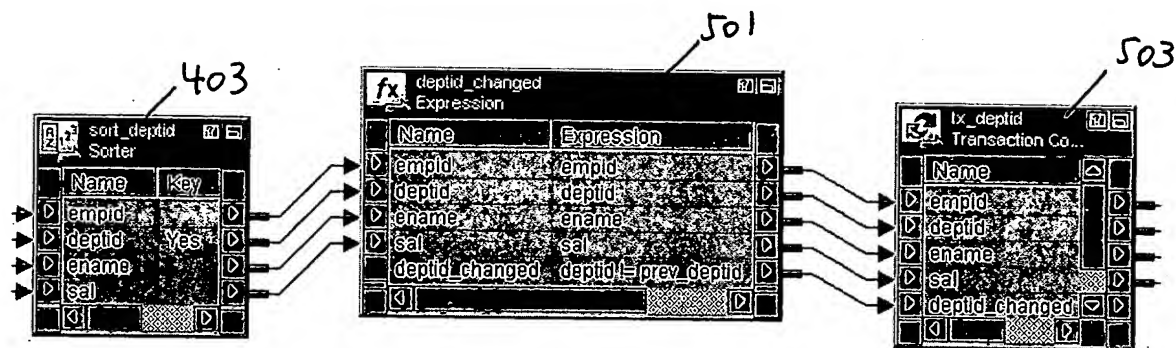 403
sort_deptid
Sorter
Name Key
empid
deptid Yes
ename
sal
501
fx deptid_changed
Expression
Name Expression
empid empid
deptid deptid
ename ename
sal sal
deptid_changed deptid != prev_deptid
503
tx_deptid
Transaction Co...
Name
empid
deptid
ename
sal
deptid_changed